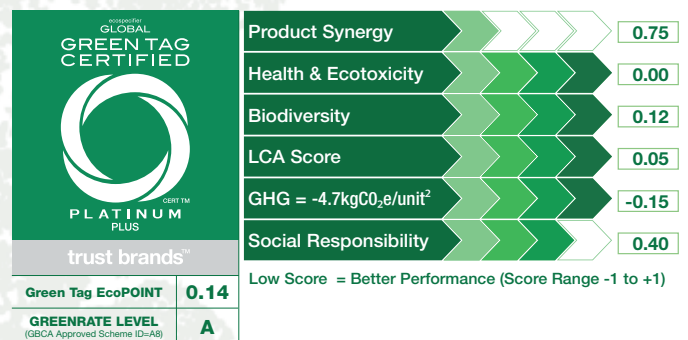 ecospecifier
GLOBAL
GREEN TAG
CERTIFIED
CERT TM
PLATINUM
PLUS
trust brands™
Green Tag EcoPOINT 0.14
GREENRATE LEVEL
(GBCA Approved Scheme ID=A8)
A
Product Synergy 0.75
Health & Ecotoxicity 0.00
Biodiversity 0.12
LCA Score 0.05
GHG = -4.7kgC0₂e/unit² -0.15
Social Responsibility 0.40
Low Score = Better Performance (Score Range -1 to +1)